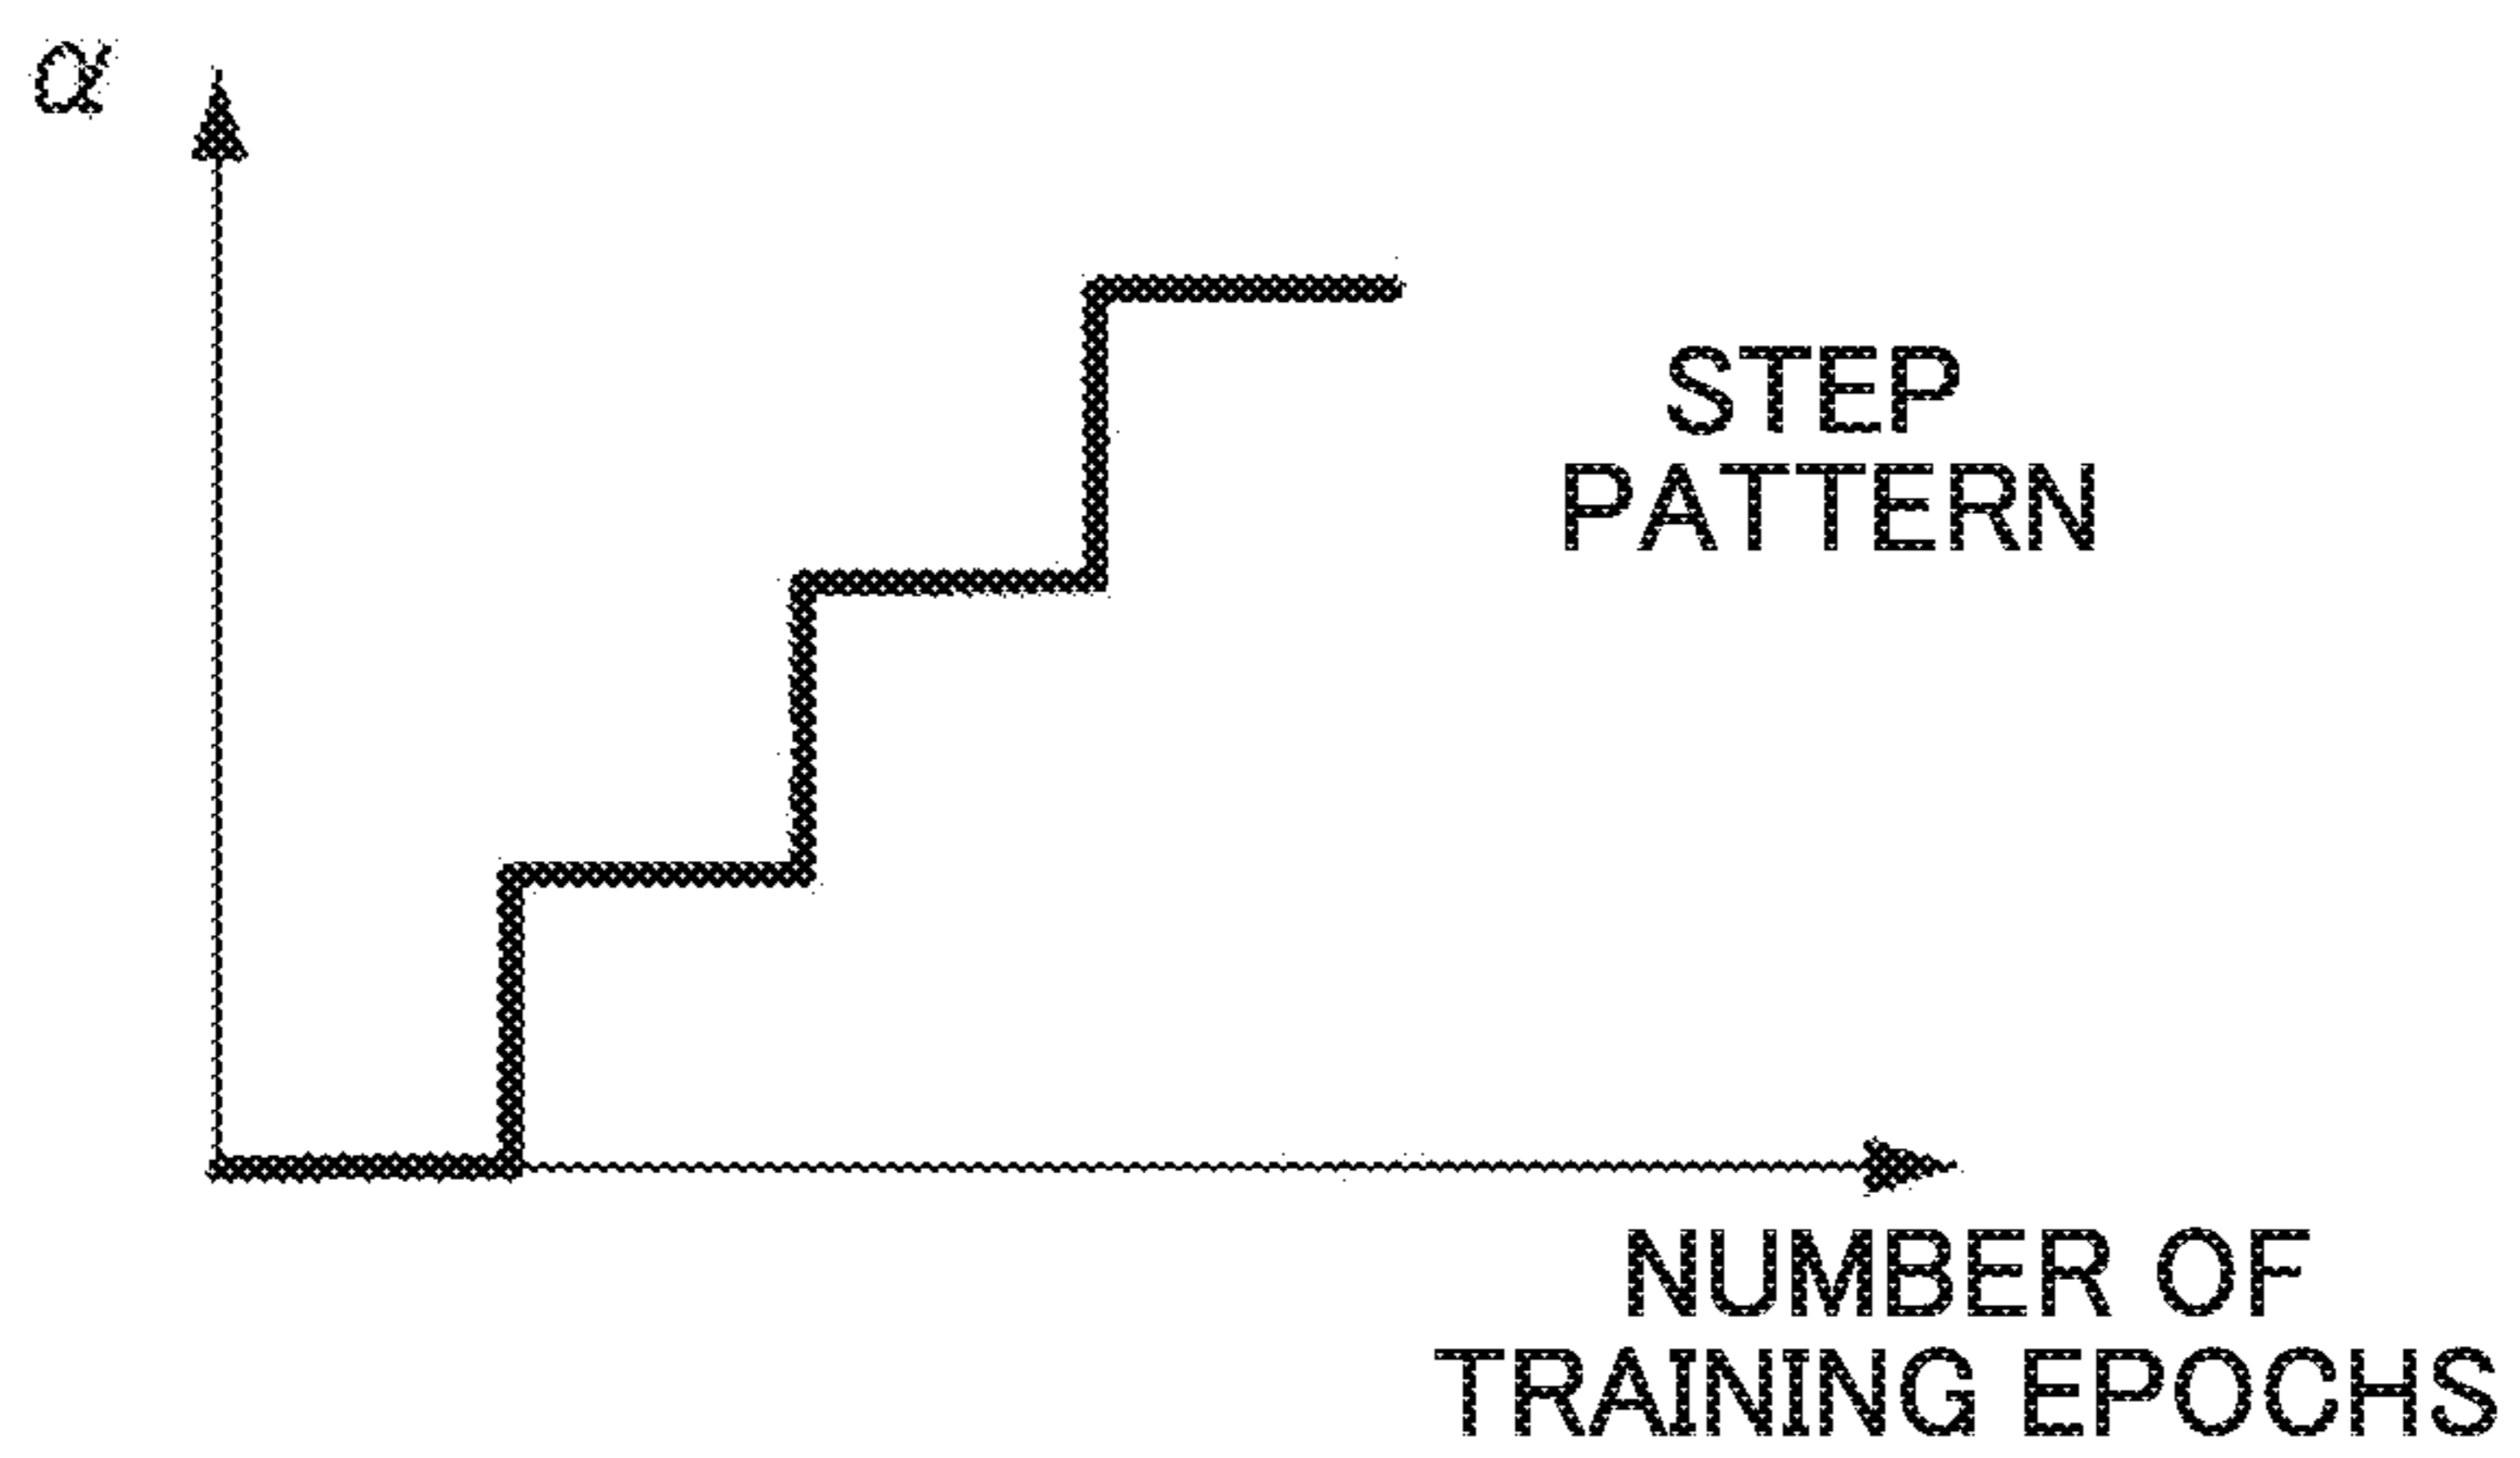 α
STEP
PATTERN
NUMBER OF
TRAINING EPOCHS